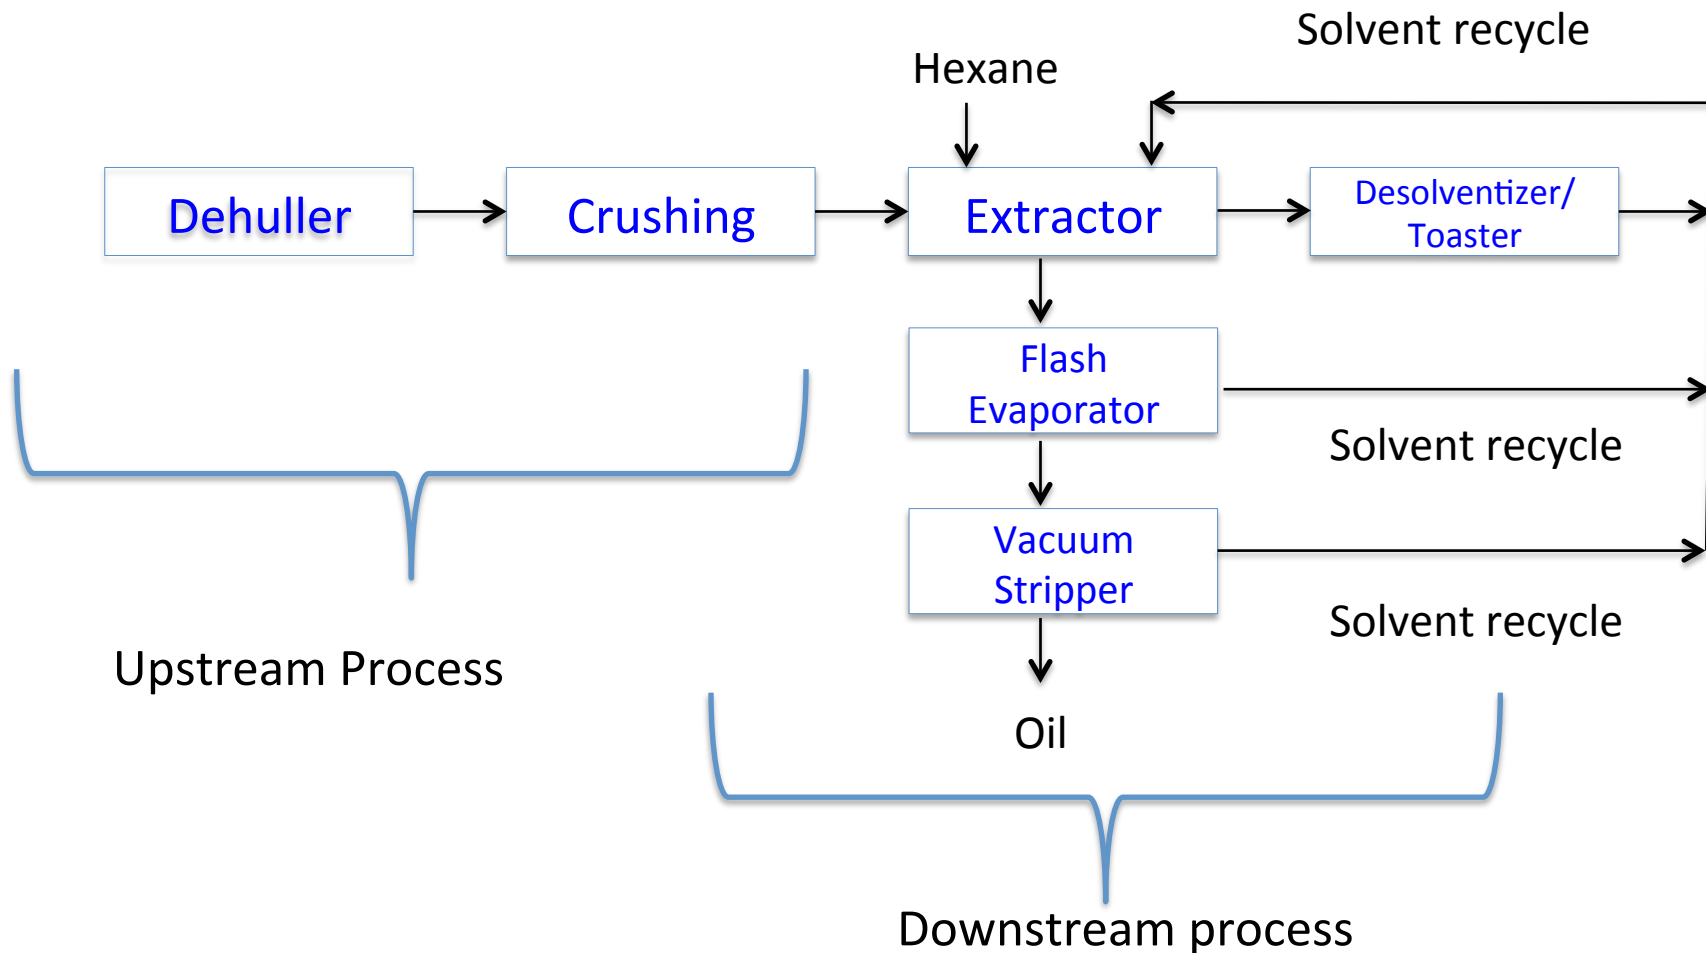 Solvent recycle
Hexane
Dehuller
Crushing
Extractor
Desolventizer/
Toaster
Flash
Evaporator
Solvent recycle
Vacuum
Stripper
Solvent recycle
Upstream Process
Oil
Downstream process